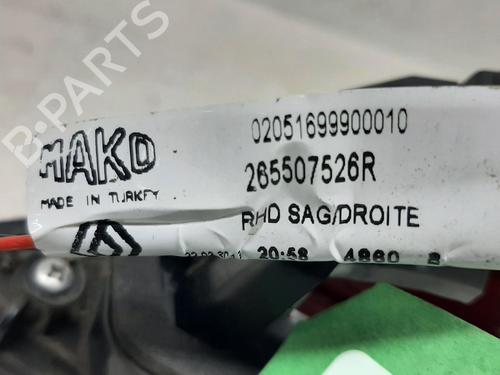 MAKO
MADE IN TURKEY
02051699900010
265507526R
RHD SAG/DROITE
20:58 4860
B-PARTS